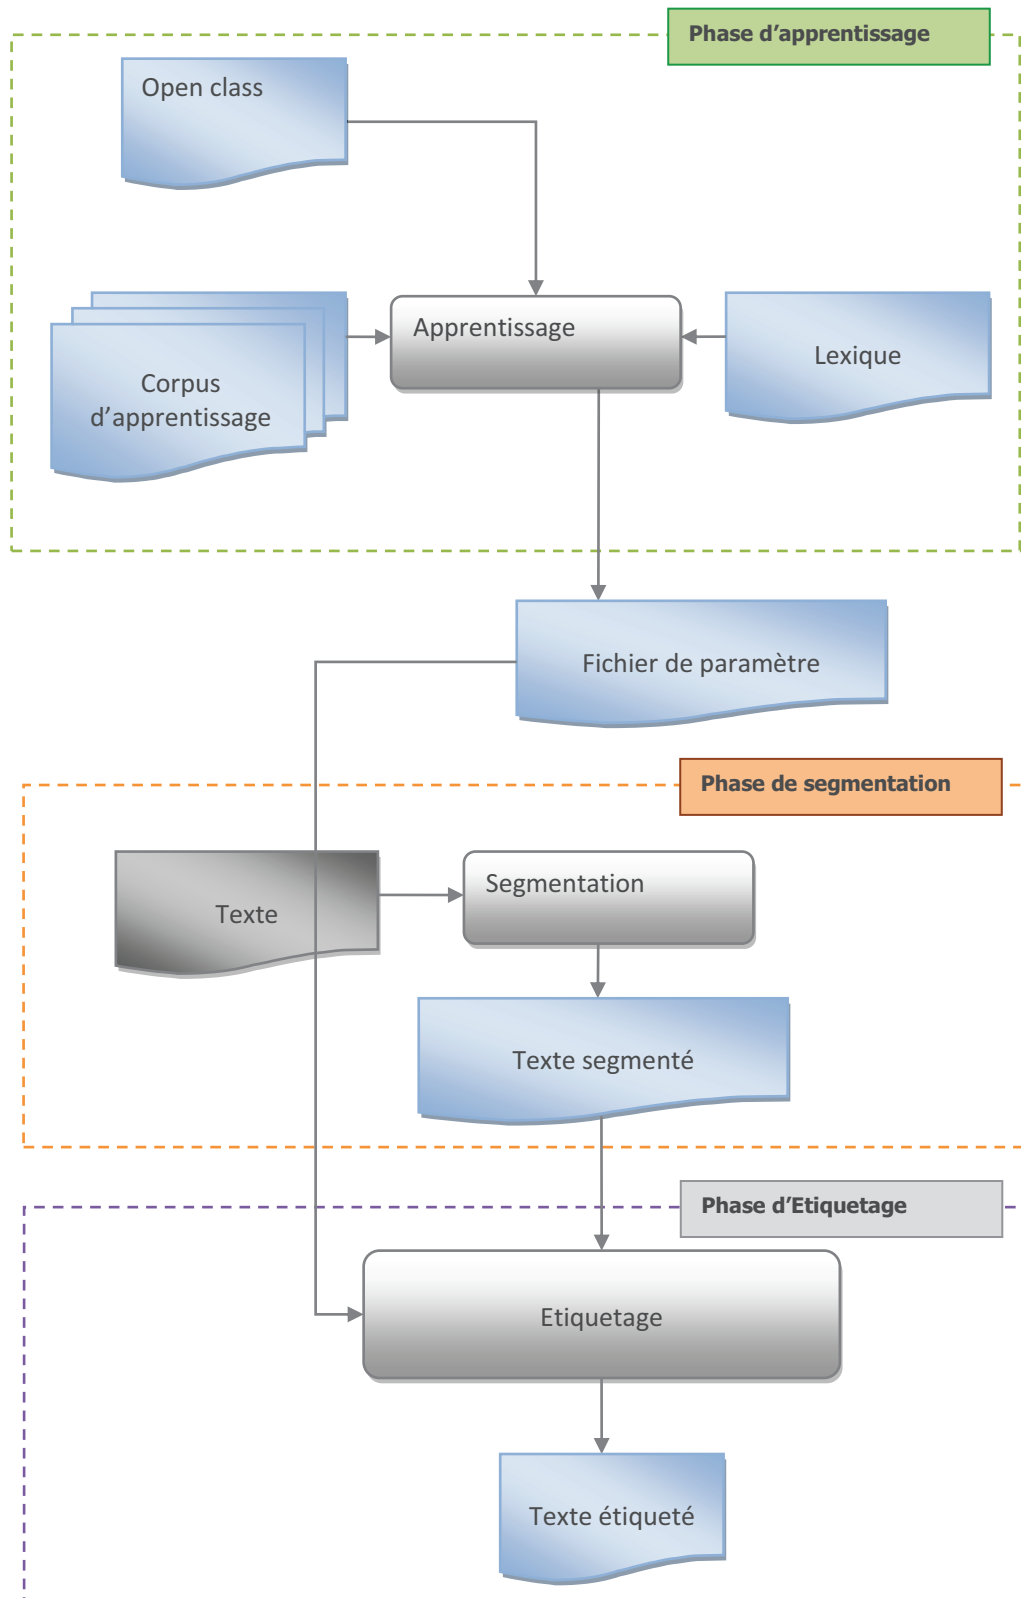 Phase d’apprentissage
Open class
Apprentissage
Lexique
Corpus
d’apprentissage
Fichier de paramètre
Phase de segmentation
Segmentation
Texte
Texte segmenté
Phase d’Etiquetage
Etiquetage
Texte étiqueté